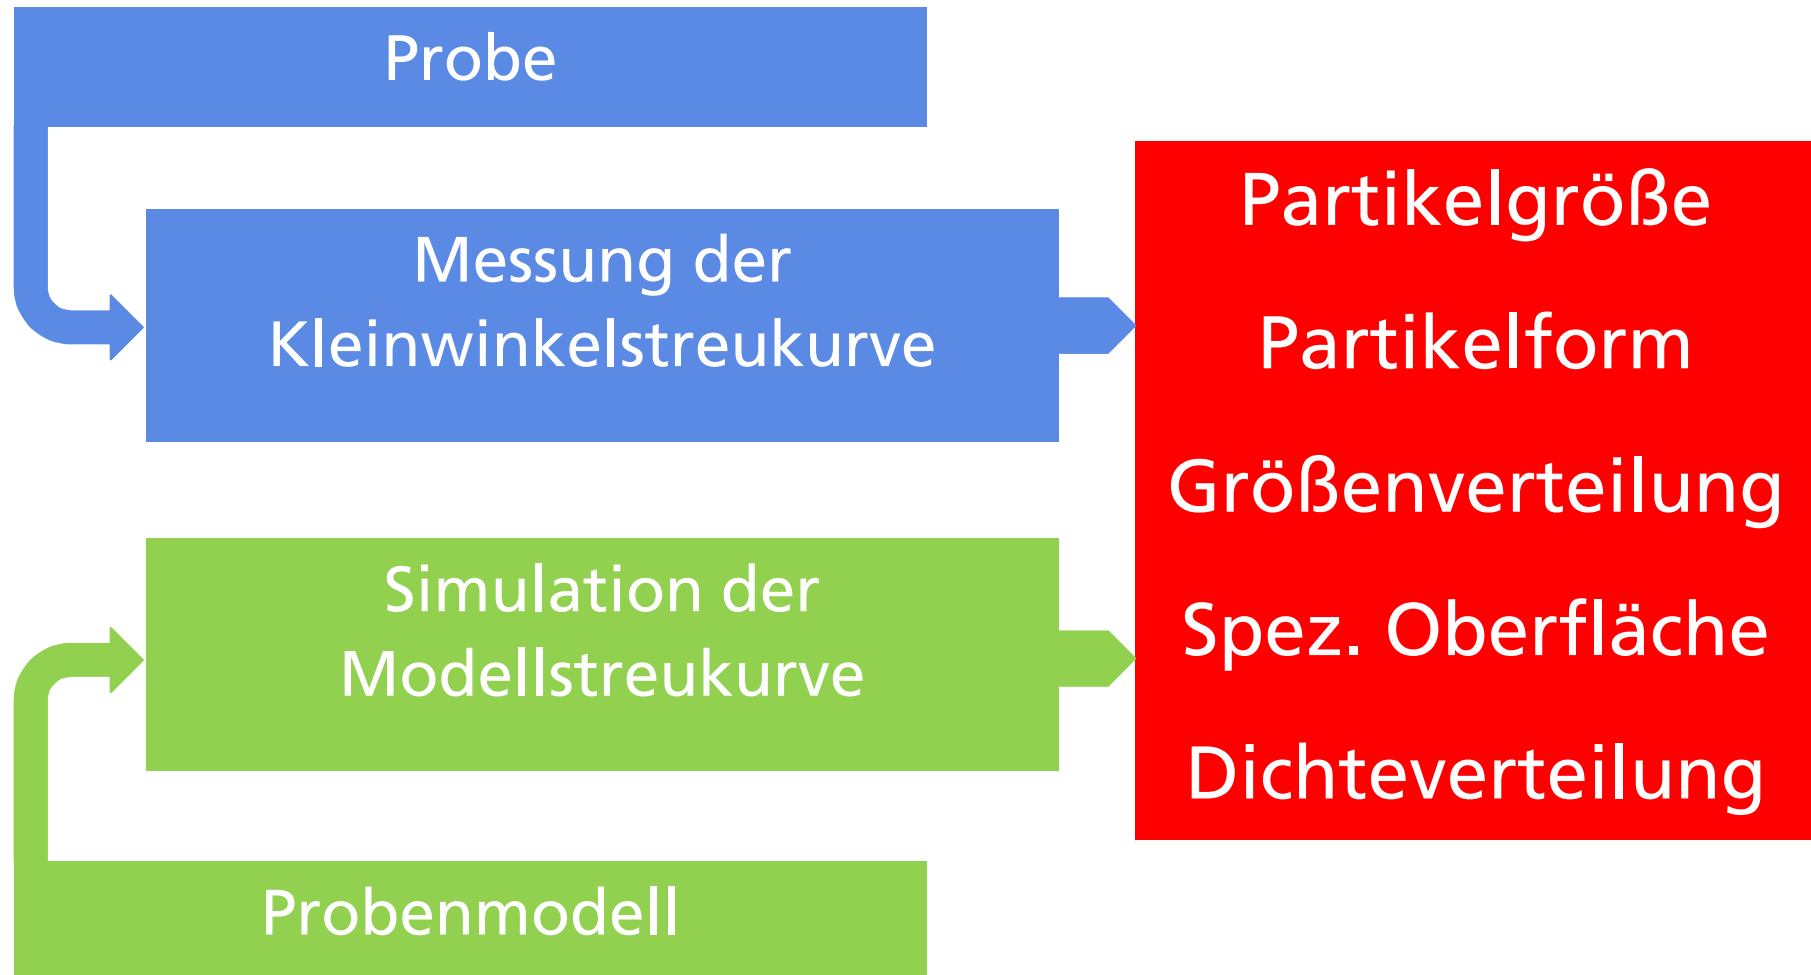 Probe
Messung der
Kleinwinkelstreukurve
Simulation der
Modellstreukurve
Probenmodell
Partikelgröße
Partikelform
Größenverteilung
Spez. Oberfläche
Dichteverteilung